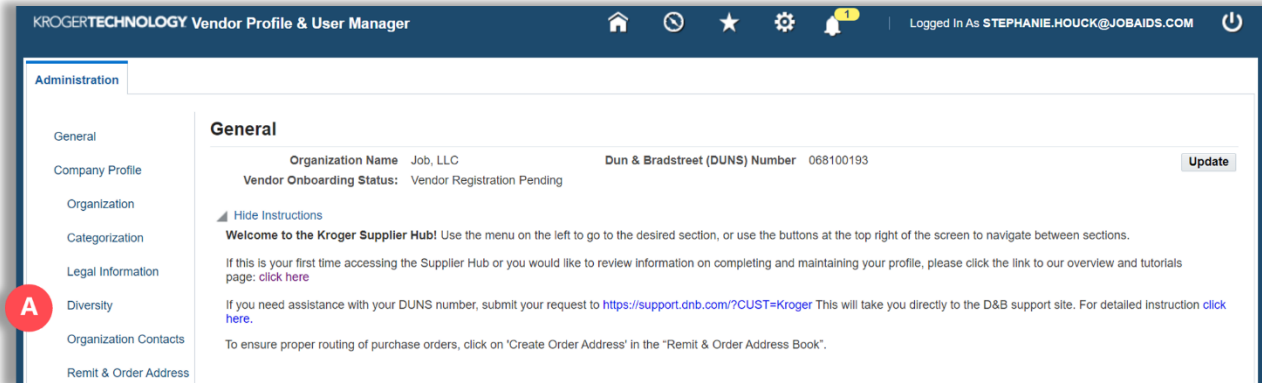 KROGERTECHNOLOGY Vendor Profile & User Manager
1
Logged In As STEPHANIE.HOUCK@JOBAIDS.COM
Administration
General
Company Profile
Organization
Categorization
Legal Information
A
Diversity
Organization Contacts
Remit & Order Address
General
Organization Name Job, LLC
Dun & Bradstreet (DUNS) Number 068100193
Update
Vendor Onboarding Status: Vendor Registration Pending
Hide Instructions
Welcome to the Kroger Supplier Hub! Use the menu on the left to go to the desired section, or use the buttons at the top right of the screen to navigate between sections.
If this is your first time accessing the Supplier Hub or you would like to review information on completing and maintaining your profile, please click the link to our overview and tutorials
page: click here
If you need assistance with your DUNS number, submit your request to https://support.dnb.com/?CUST=Kroger This will take you directly to the D&B support site. For detailed instruction click
here.
To ensure proper routing of purchase orders, click on 'Create Order Address' in the “Remit & Order Address Book”.